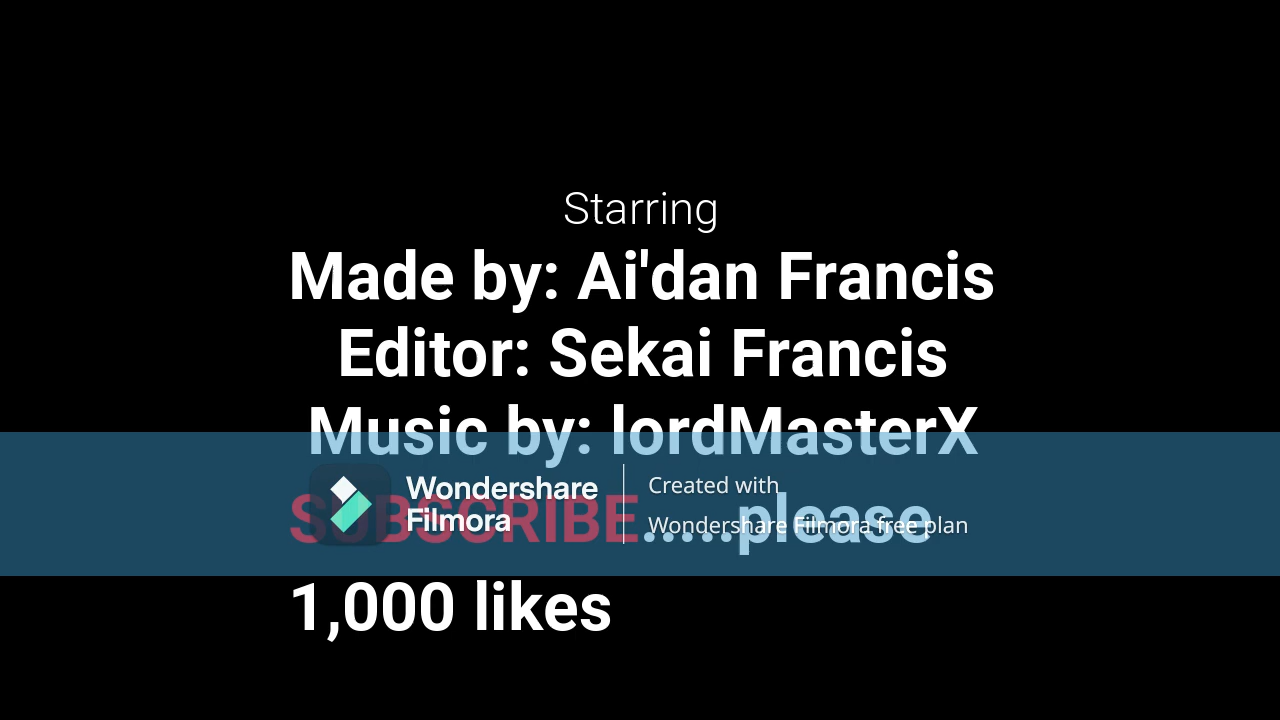 Starring
Made by: Ai'dan Francis
Editor: Sekai Francis
Music by: lordMasterX
SUBSCRIBE.....please
Wondershare
Filmora
Created with
Wondershare Filmora free plan
1,000 likes